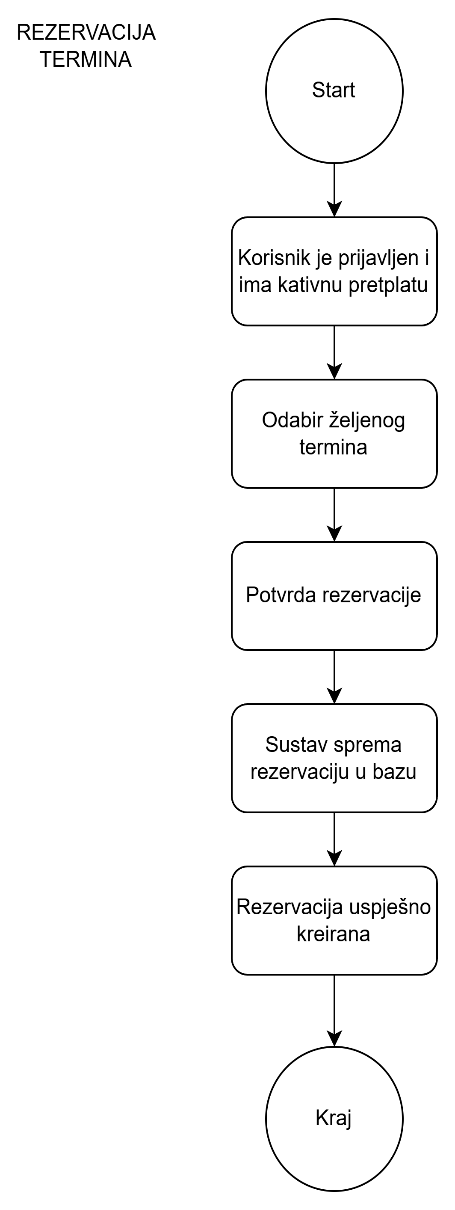 REZERVACIJA
TERMINA
Start
Korisnik je prijavljen i
ima kativnu pretplatu
Odabir željenog
termina
Potvrda rezervacije
Sustav sprema
rezervaciju u bazu
Rezervacija uspješno
kreirana
Kraj